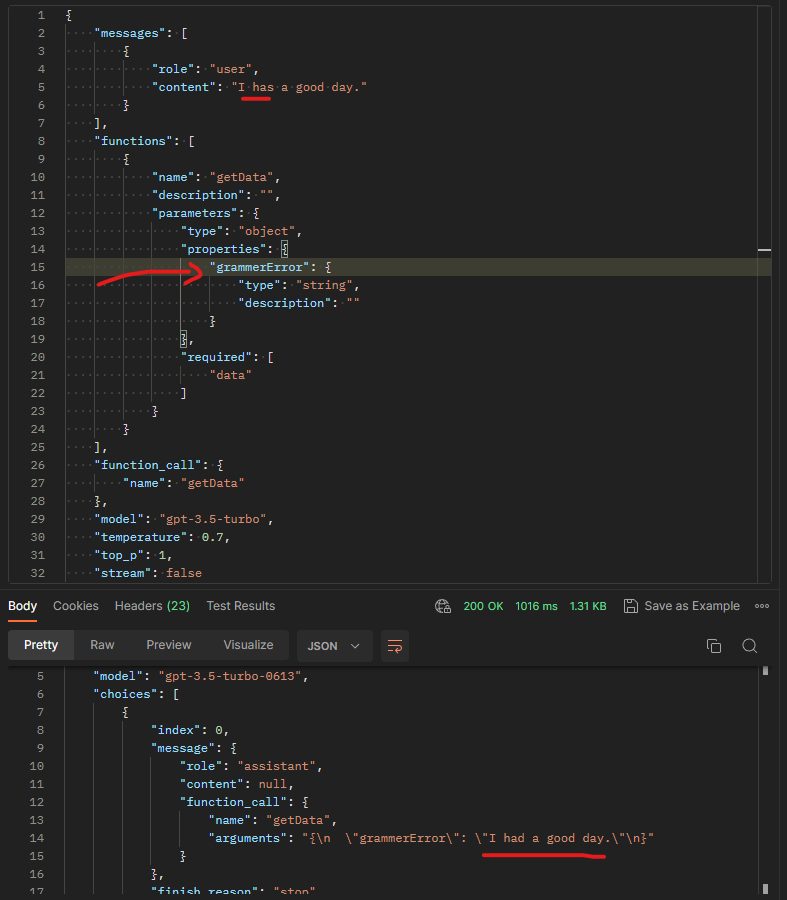 1 {
2 "messages": [
3 {
4 "role": "user",
5 "content": "I has a good day."
6 }
7 ],
8 "functions": [
9 {
10 "name": "getData",
11 "description": "",
12 "parameters": {
13 "type": "object",
14 "properties": {
15 "grammerError": {
16 "type": "string",
17 "description": ""
18 }
19 },
20 "required": [
21 "data"
22 ]
23 }
24 }
25 ],
26 "function_call": {
27 "name": "getData"
28 },
29 "model": "gpt-3.5-turbo",
30 "temperature": 0.7,
31 "top_p": 1,
32 "stream": false
Body Cookies Headers (23) Test Results 200 OK 1016 ms 1.31 KB Save as Example
Pretty Raw Preview Visualize JSON
5 "model": "gpt-3.5-turbo-0613",
6 "choices": [
7 {
8 "index": 0,
9 "message": {
10 "role": "assistant",
11 "content": null,
12 "function_call": {
13 "name": "getData",
14 "arguments": "{\n  \"grammerError\": \"I had a good day.\"\n}"
15 }
16 },
17 "finish_reason": "stop"